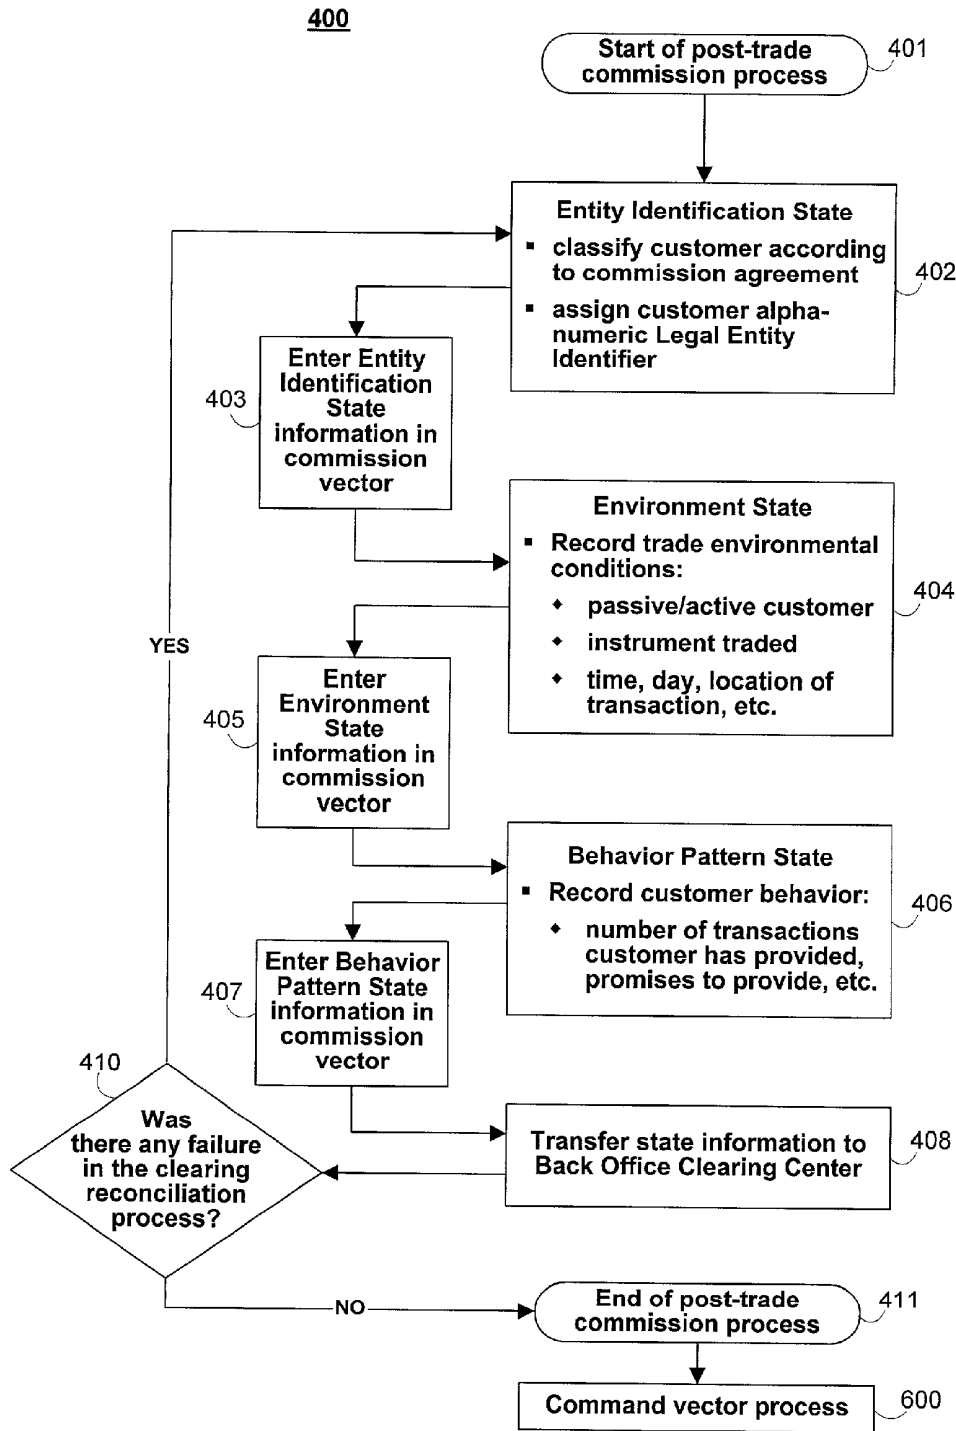 400
Start of post-trade
commission process
401
Entity Identification State
▪ classify customer according
to commission agreement
▪ assign customer alpha-
numeric Legal Entity
Identifier
402
Enter Entity
Identification
State
information in
commission
vector
403
Environment State
▪ Record trade environmental
conditions:
◆ passive/active customer
◆ instrument traded
◆ time, day, location of
transaction, etc.
404
YES
Enter
Environment
State
information in
commission
vector
405
Behavior Pattern State
▪ Record customer behavior:
◆ number of transactions
customer has provided,
promises to provide, etc.
406
Enter Behavior
Pattern State
information in
commission
vector
407
Transfer state information to
Back Office Clearing Center
408
410
Was
there any failure
in the clearing
reconciliation
process?
NO
End of post-trade
commission process
411
Command vector process
600